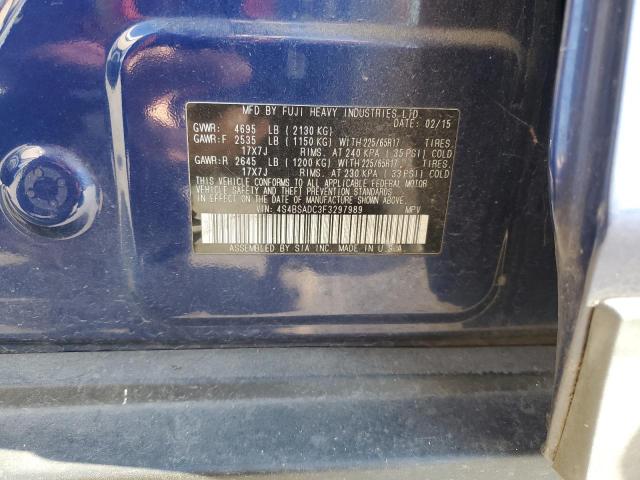 MFD BY FUJI HEAVY INDUSTRIES LTD.
GVWR: 4695 LB ( 2130 KG) DATE: 02/15
GAWR:F 2535 LB ( 1150 KG) WITH 225/65R17 TIRES
17X7J RIMS. AT 240 KPA ( 35 PSI) COLD
GAWR:R 2645 LB ( 1200 KG) WITH 225/65R17 TIRES
17X7J RIMS. AT 230 KPA ( 33 PSI) COLD
THIS VEHICLE CONFORMS TO ALL APPLICABLE FEDERAL MOTOR
VEHICLE SAFETY AND THEFT PREVENTION STANDARDS
IN EFFECT ON THE DATE OF MANUFACTURE SHOWN ABOVE.
VIN: 4S4BSADC3F3297989 MPV
ASSEMBLED BY SIA INC. MADE IN U.S.A.